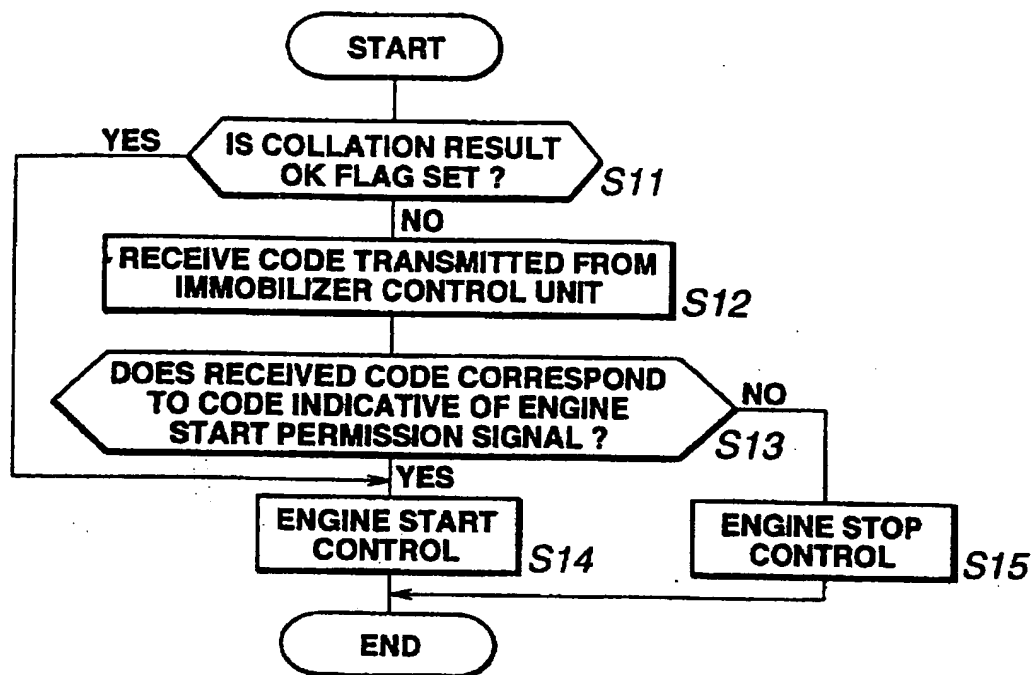 START
YES
IS COLLATION RESULT
OK FLAG SET ?
S11
NO
RECEIVE CODE TRANSMITTED FROM
IMMOBILIZER CONTROL UNIT
S12
DOES RECEIVED CODE CORRESPOND
TO CODE INDICATIVE OF ENGINE
START PERMISSION SIGNAL ?
NO
S13
YES
ENGINE START
CONTROL
S14
ENGINE STOP
CONTROL
S15
END